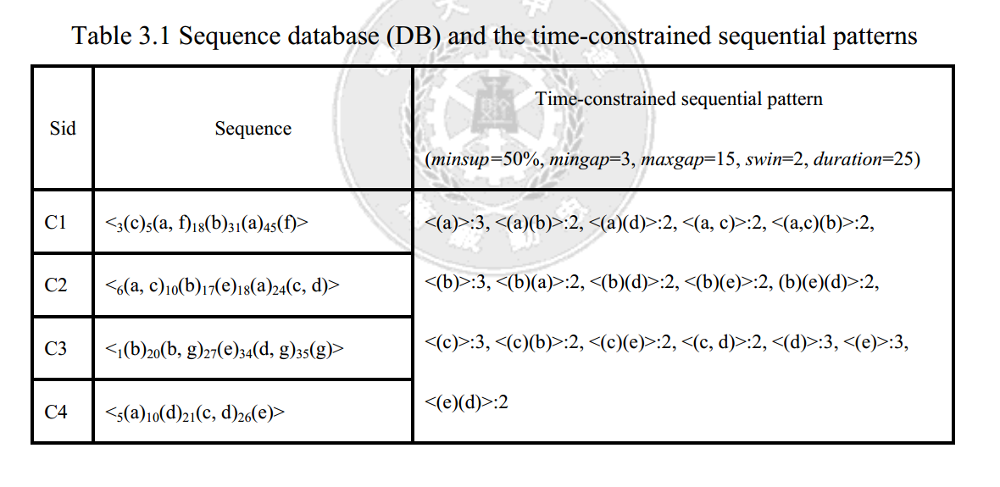 Table 3.1 Sequence database (DB) and the time-constrained sequential patterns
Sid
Sequence
Time-constrained sequential pattern
(minsup=50%, mingap=3, maxgap=15, swin=2, duration=25)
C1
<₃(c)₅(a, f)₁₈(b)₃₁(a)₄₅(f)>
<(a)>:3, <(a)(b)>:2, <(a)(d)>:2, <(a, c)>:2, <(a,c)(b)>:2,
C2
<₆(a, c)₁₀(b)₁₇(e)₁₈(a)₂₄(c, d)>
<(b)>:3, <(b)(a)>:2, <(b)(d)>:2, <(b)(e)>:2, (b)(e)(d)>:2,
C3
<₁(b)₂₀(b, g)₂₇(e)₃₄(d, g)₃₅(g)>
<(c)>:3, <(c)(b)>:2, <(c)(e)>:2, <(c, d)>:2, <(d)>:3, <(e)>:3,
C4
<₅(a)₁₀(d)₂₁(c, d)₂₆(e)>
<(e)(d)>:2